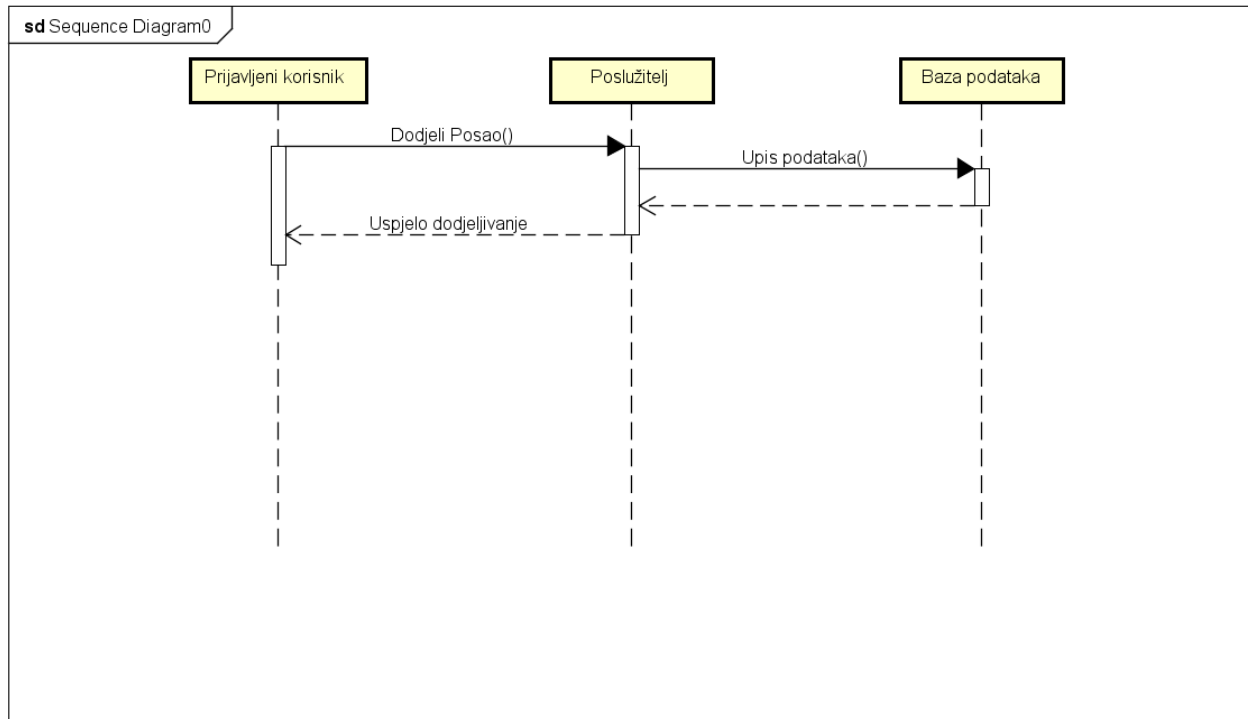 sd Sequence Diagram0
Prijavljeni korisnik
Poslužitelj
Baza podataka
Dodjeli Posao()
Upis podataka()
Uspjelo dodjeljivanje